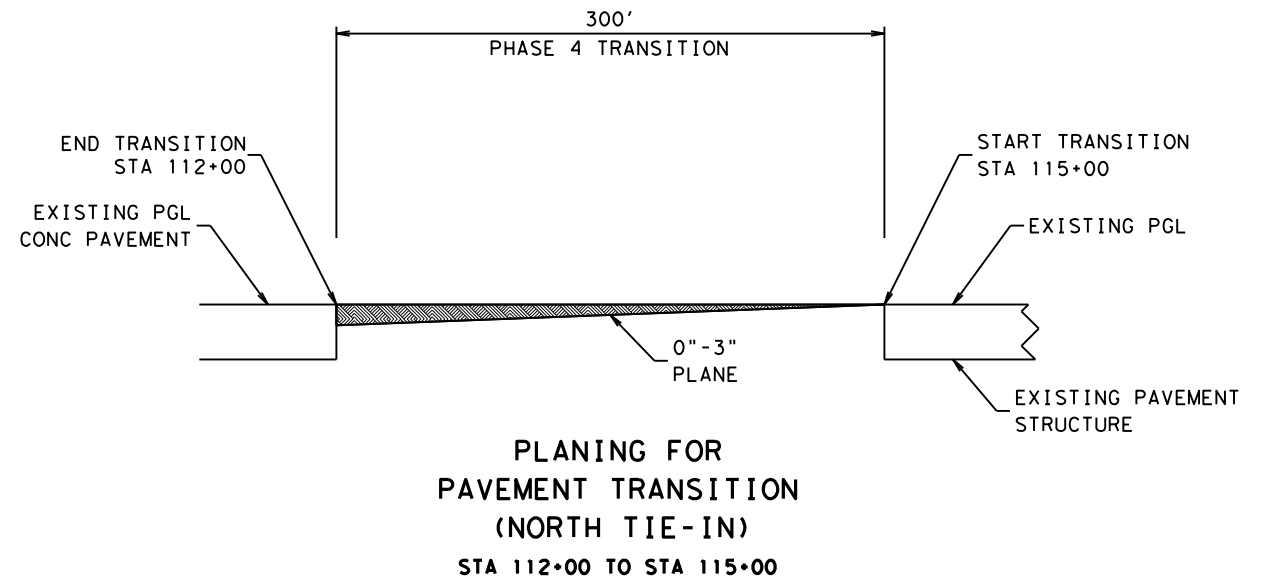 300'
PHASE 4 TRANSITION
END TRANSITION
STA 112+00
START TRANSITION
STA 115+00
EXISTING PGL
CONC PAVEMENT
EXISTING PGL
0"-3"
PLANE
EXISTING PAVEMENT
STRUCTURE
PLANING FOR
PAVEMENT TRANSITION
(NORTH TIE-IN)
STA 112+00 TO STA 115+00